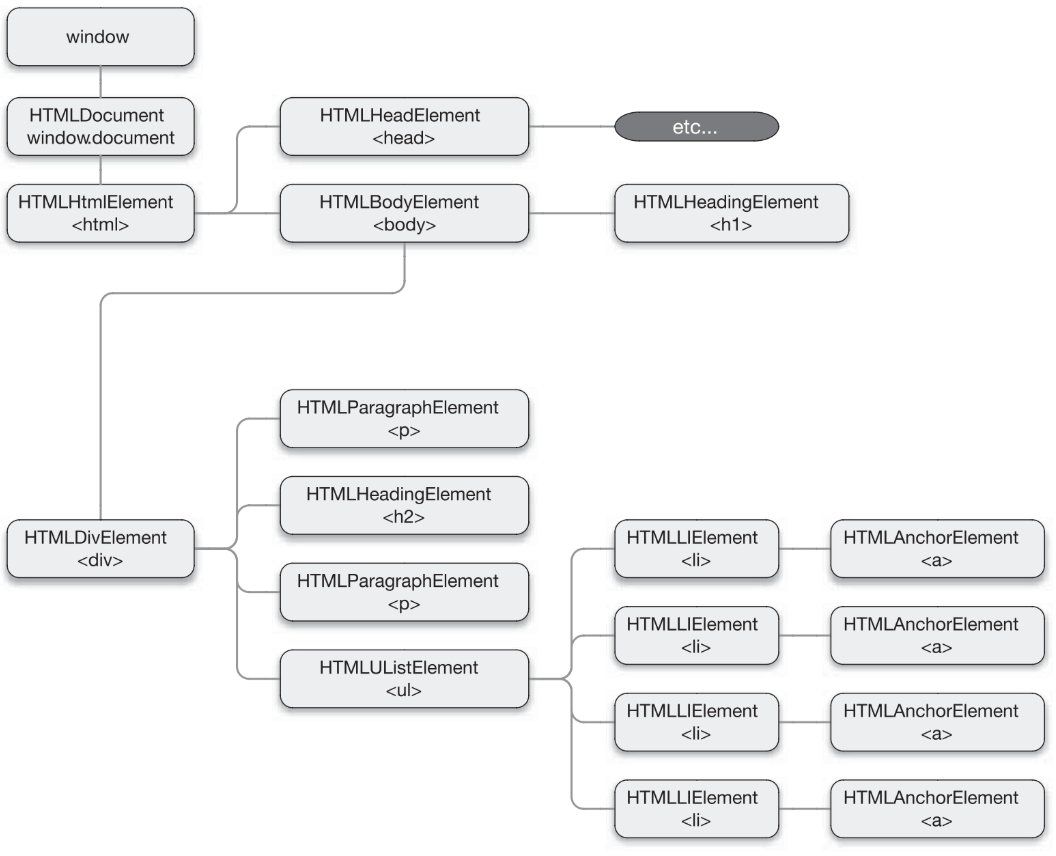 window
HTMLDocument
window.document
HTMLHeadElement
<head>
etc...
HTMLHtmlElement
<html>
HTMLBodyElement
<body>
HTMLHeadingElement
<h1>
HTMLParagraphElement
<p>
HTMLHeadingElement
<h2>
HTMLDivElement
<div>
HTMLParagraphElement
<p>
HTMLUListElement
<ul>
HTMLLIElement
<li>
HTMLAnchorElement
<a>
HTMLLIElement
<li>
HTMLAnchorElement
<a>
HTMLLIElement
<li>
HTMLAnchorElement
<a>
HTMLLIElement
<li>
HTMLAnchorElement
<a>